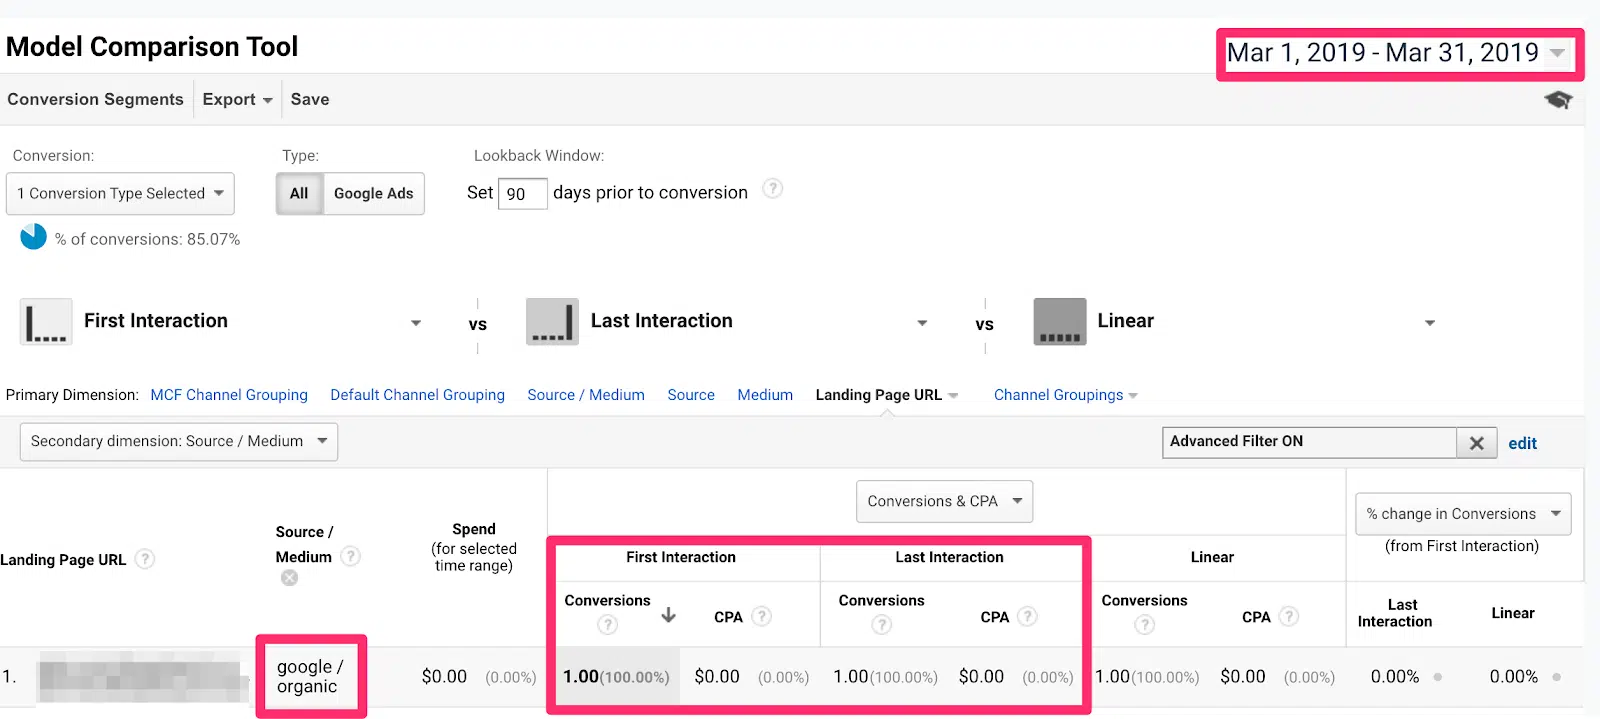 Model Comparison Tool
Mar 1, 2019 - Mar 31, 2019
Conversion Segments Export Save
Conversion: Type: Lookback Window:
1 Conversion Type Selected All Google Ads Set 90 days prior to conversion ?
% of conversions: 85.07%
First Interaction vs Last Interaction vs Linear
Primary Dimension: MCF Channel Grouping Default Channel Grouping Source / Medium Source Medium Landing Page URL Channel Groupings
Secondary dimension: Source / Medium Advanced Filter ON edit
Conversions & CPA
% change in Conversions
(from First Interaction)
Landing Page URL ?
Source /
Medium ?
Spend
(for selected
time range)
First Interaction Last Interaction Linear
Conversions ? CPA ? Conversions ? CPA ? Conversions ? CPA ?
Last
Interaction
Linear
1. google /
organic
$0.00 (0.00%) 1.00(100.00%) $0.00 (0.00%) 1.00(100.00%) $0.00 (0.00%) 1.00(100.00%) $0.00 (0.00%) 0.00% 0.00%